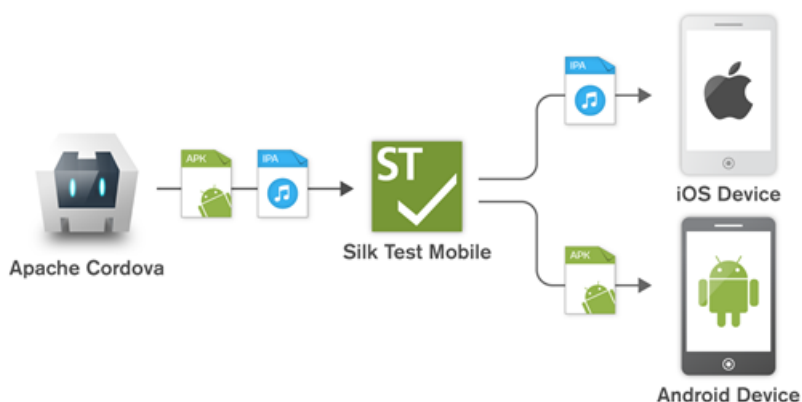 APK
IPA
ST
IPA
APK
Apache Cordova
Silk Test Mobile
iOS Device
Android Device